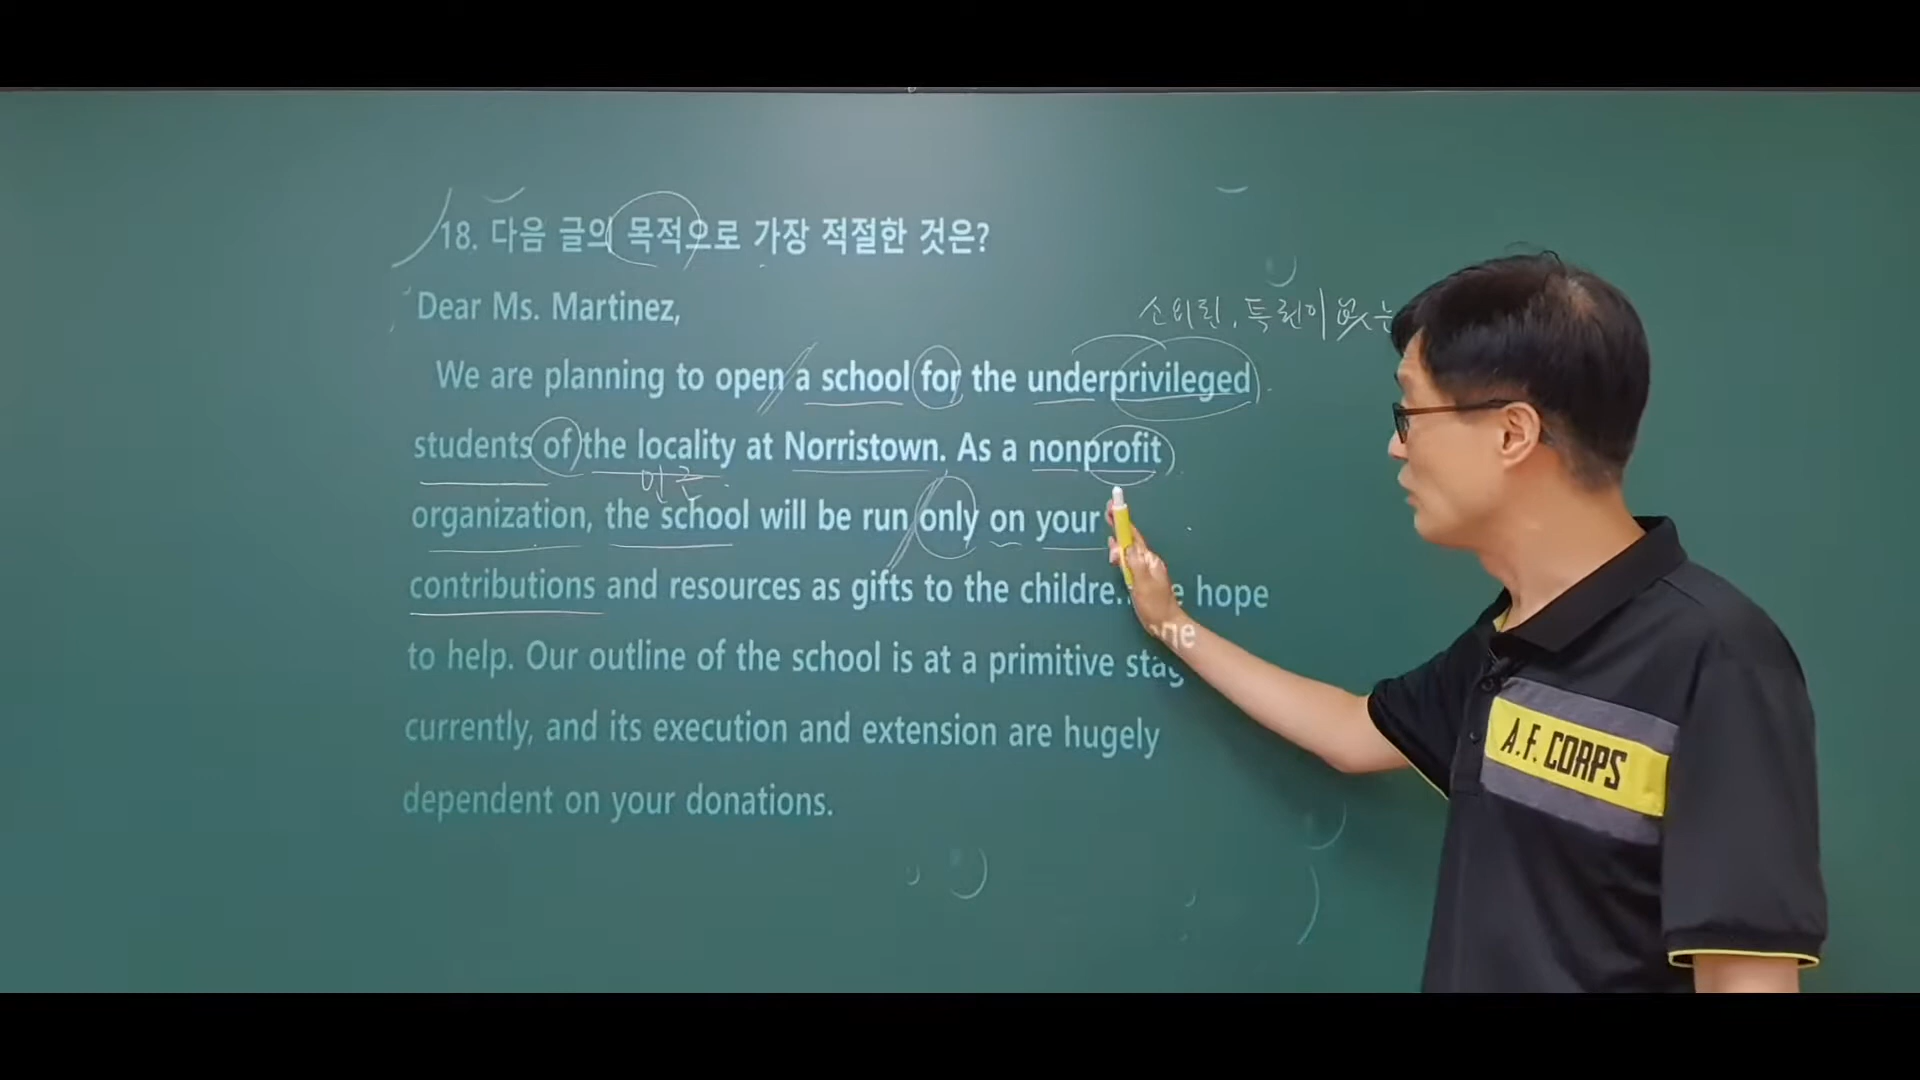 18. 다음 글의 목적으로 가장 적절한 것은?
Dear Ms. Martinez,
소외된, 특권이 없는
We are planning to open a school for the underprivileged
students of the locality at Norristown. As a nonprofit
organization, the school will be run only on your
contributions and resources as gifts to the childre. hope
to help. Our outline of the school is at a primitive stag
currently, and its execution and extension are hugely
dependent on your donations.
A.F. CORPS